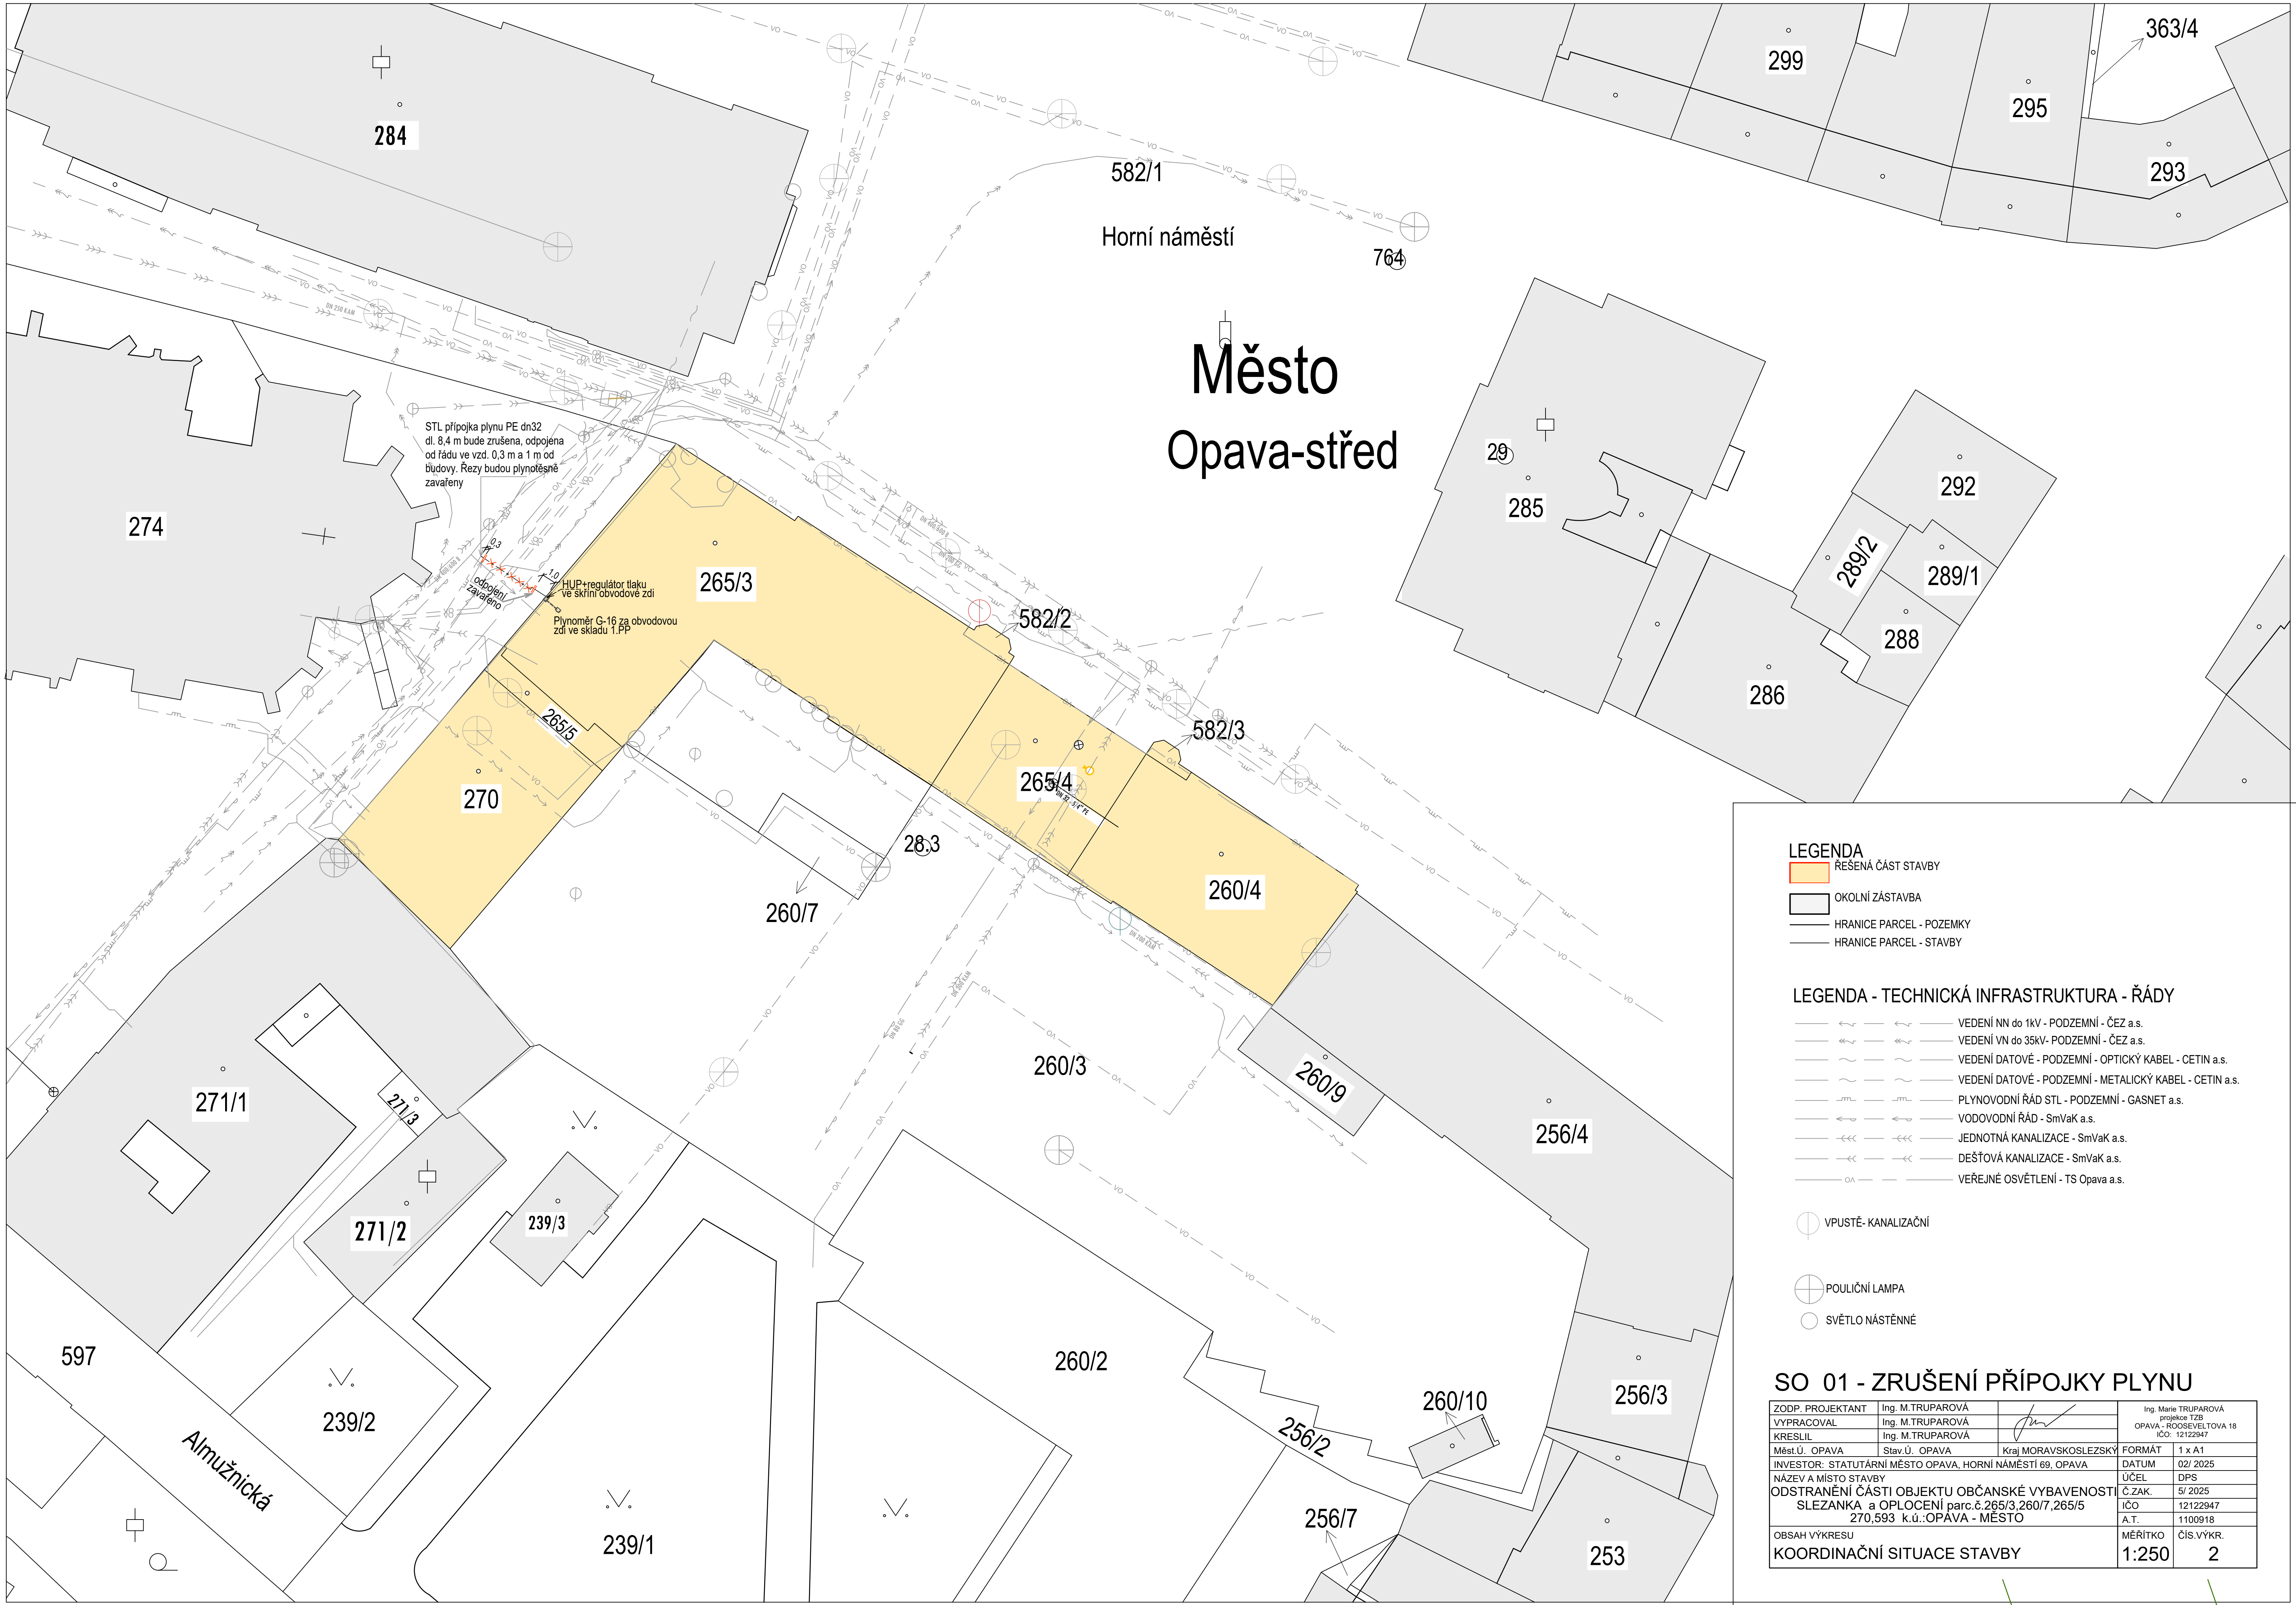 363/4
299
295
284
293
582/1
Horní náměstí
764
DN 250 KAM
Město
Opava-střed
STL přípojka plynu PE dn32
dl. 8,4 m bude zrušena, odpojena
od řádu ve vzd. 0,3 m a 1 m od
budovy. Řezy budou plynotěsně
zavařeny
29
285
292
274
0,3
1,0
odpojení
zavařeno
HUP+regulátor tlaku
ve skříni obvodové zdi
Plynoměr G-16 za obvodovou
zdí ve skladu 1.PP
265/3
289/2
289/1
582/2
288
286
265/5
582/3
270
265/4
DN 32 - 5/4" PE
28.3
260/4
260/7
DN 200 KAM
260/3
260/9
271/1
271/3
256/4
271/2
239/3
597
239/2
260/2
256/3
260/10
256/2
Almužnická
239/1
256/7
253
LEGENDA
ŘEŠENÁ ČÁST STAVBY
OKOLNÍ ZÁSTAVBA
HRANICE PARCEL - POZEMKY
HRANICE PARCEL - STAVBY
LEGENDA - TECHNICKÁ INFRASTRUKTURA - ŘÁDY
VEDENÍ NN do 1kV - PODZEMNÍ - ČEZ a.s.
VEDENÍ VN do 35kV- PODZEMNÍ - ČEZ a.s.
VEDENÍ DATOVÉ - PODZEMNÍ - OPTICKÝ KABEL - CETIN a.s.
VEDENÍ DATOVÉ - PODZEMNÍ - METALICKÝ KABEL - CETIN a.s.
PLYNOVODNÍ ŘÁD STL - PODZEMNÍ - GASNET a.s.
VODOVODNÍ ŘÁD - SmVaK a.s.
JEDNOTNÁ KANALIZACE - SmVaK a.s.
DEŠŤOVÁ KANALIZACE - SmVaK a.s.
VO VEŘEJNÉ OSVĚTLENÍ - TS Opava a.s.
VPUSTĚ- KANALIZAČNÍ
POULIČNÍ LAMPA
SVĚTLO NÁSTĚNNÉ
SO 01 - ZRUŠENÍ PŘÍPOJKY PLYNU
ZODP. PROJEKTANT Ing. M.TRUPAROVÁ
VYPRACOVAL Ing. M.TRUPAROVÁ
KRESLIL Ing. M.TRUPAROVÁ
Ing. Marie TRUPAROVÁ
projekce TZB
OPAVA - ROOSEVELTOVA 18
IČO: 12122947
Měst.Ú. OPAVA Stav.Ú. OPAVA Kraj MORAVSKOSLEZSKÝ FORMÁT 1 x A1
INVESTOR: STATUTÁRNÍ MĚSTO OPAVA, HORNÍ NÁMĚSTÍ 69, OPAVA DATUM 02/ 2025
NÁZEV A MÍSTO STAVBY ÚČEL DPS
ODSTRANĚNÍ ČÁSTI OBJEKTU OBČANSKÉ VYBAVENOSTI Č.ZAK. 5/ 2025
SLEZANKA a OPLOCENÍ parc.č.265/3,260/7,265/5 IČO 12122947
270,593 k.ú.:OPAVA - MĚSTO A.T. 1100918
OBSAH VÝKRESU MĚŘÍTKO ČÍS.VÝKR.
KOORDINAČNÍ SITUACE STAVBY 1:250 2